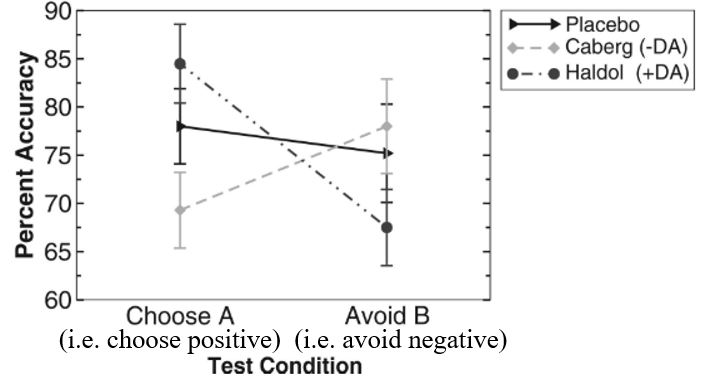 90
85
80
75
70
65
60
Percent Accuracy
Placebo
Caberg (-DA)
Haldol (+DA)
Choose A Avoid B
(i.e. choose positive) (i.e. avoid negative)
Test Condition